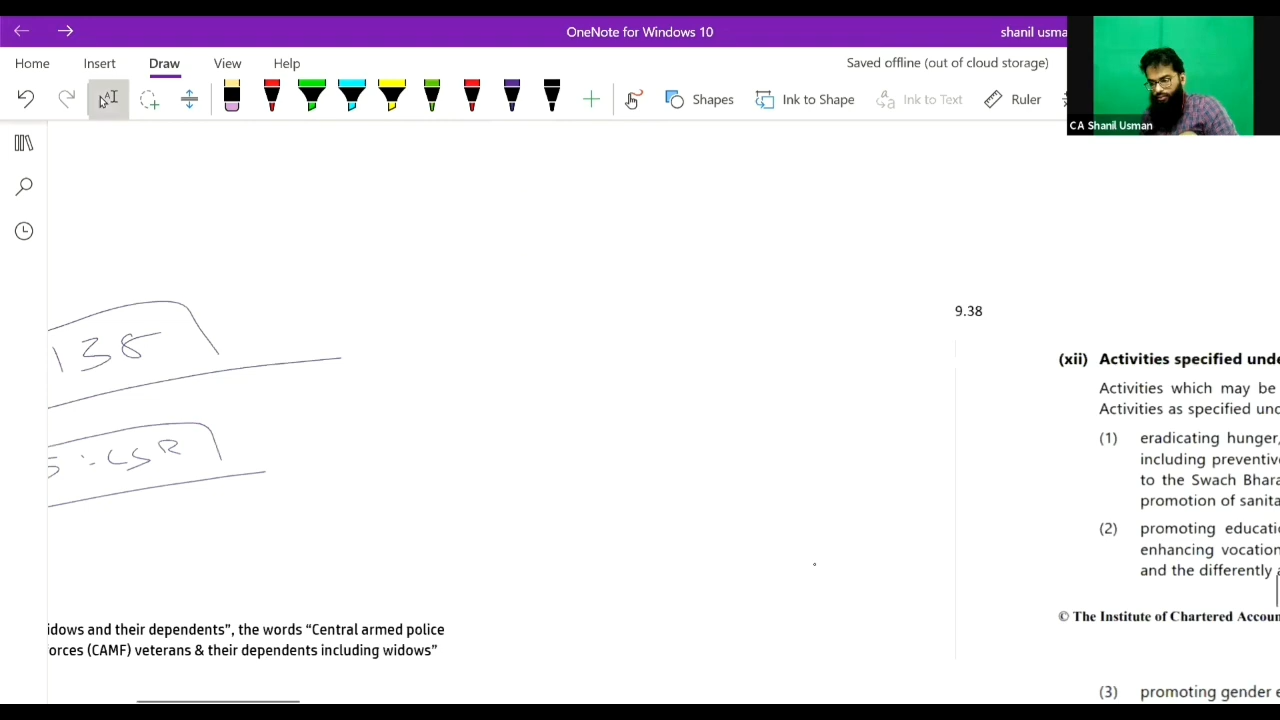 OneNote for Windows 10
shanil usma
Home Insert Draw View Help
Saved offline (out of cloud storage)
Shapes Ink to Shape Ink to Text Ruler
CA Shanil Usman
9.38
138
5 :- CSR
(xii) Activities specified unde
Activities which may be
Activities as specified und
(1) eradicating hunger,
including preventive
to the Swach Bhara
promotion of sanita
(2) promoting educatio
enhancing vocation
and the differently a
© The Institute of Chartered Accoun
idows and their dependents”, the words “Central armed police
orces (CAMF) veterans & their dependents including widows”
(3) promoting gender e